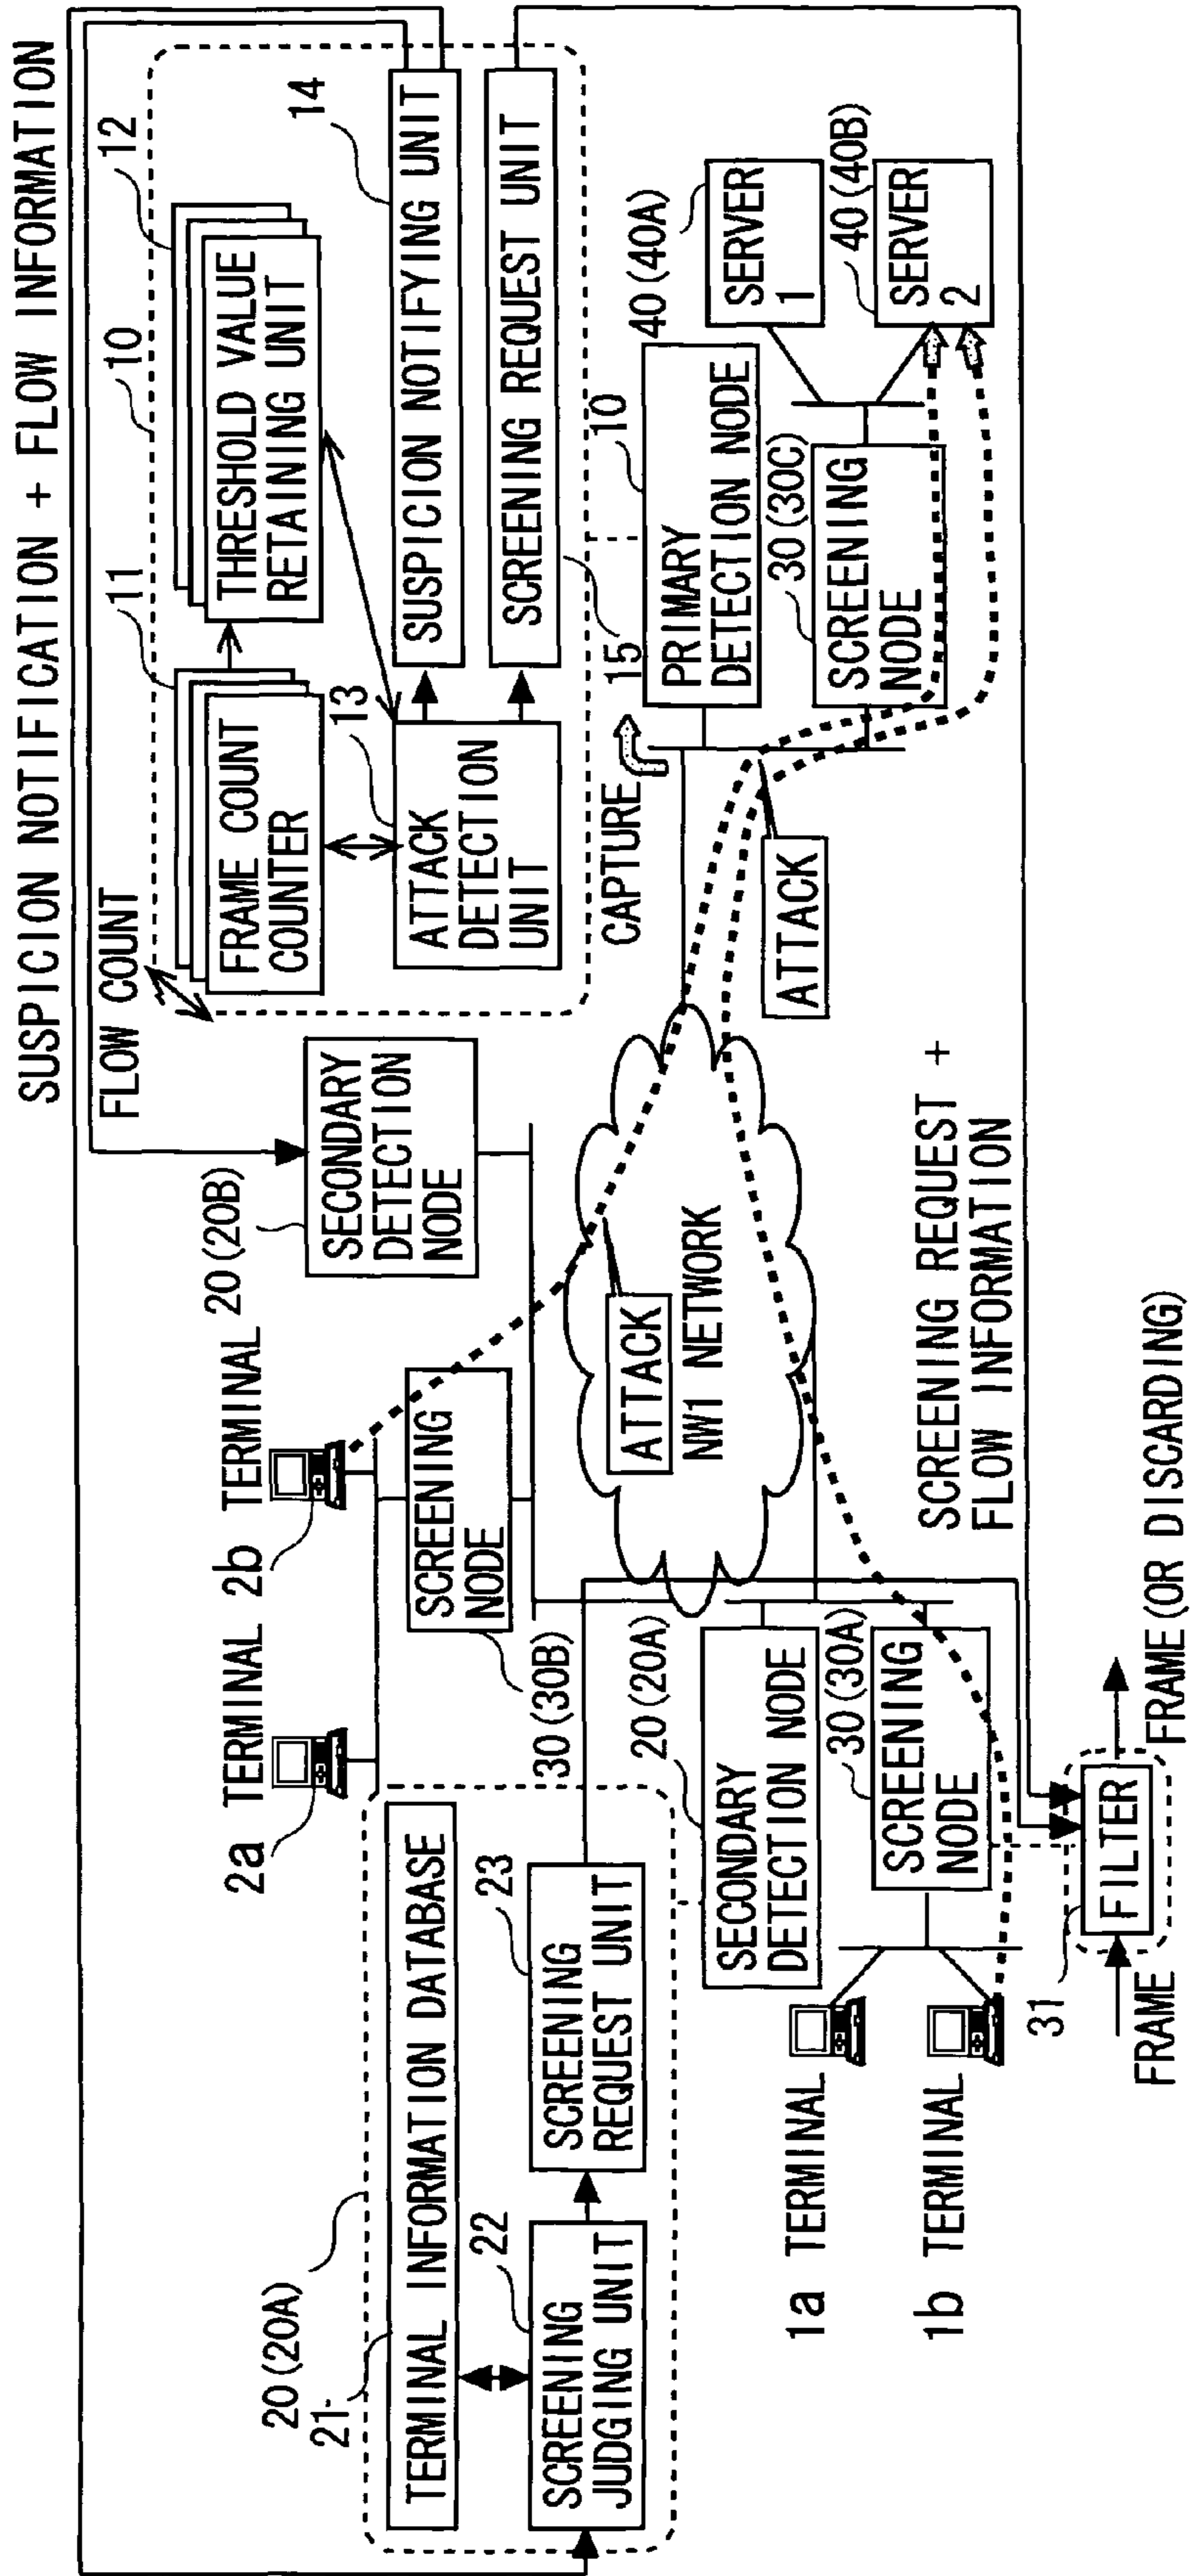 SUSPICION NOTIFICATION + FLOW INFORMATION
FLOW COUNT
11
10
12
FRAME COUNT
COUNTER
THRESHOLD VALUE
RETAINING UNIT
13
14
ATTACK
DETECTION
UNIT
SUSPICION NOTIFYING UNIT
SCREENING REQUEST UNIT
15
20 (20B)
SECONDARY
DETECTION
NODE
2a TERMINAL
2b TERMINAL
SCREENING
NODE
30 (30B)
20 (20A)
21
TERMINAL INFORMATION DATABASE
22
23
SCREENING
JUDGING UNIT
SCREENING
REQUEST UNIT
CAPTURE
10
PRIMARY
DETECTION NODE
40 (40A)
SERVER
1
40 (40B)
SERVER
2
30 (30C)
SCREENING
NODE
ATTACK
ATTACK
NW1 NETWORK
20 (20A)
SECONDARY
DETECTION NODE
30 (30A)
SCREENING
NODE
1a TERMINAL
1b TERMINAL
SCREENING REQUEST +
FLOW INFORMATION
31
FILTER
FRAME
FRAME (OR DISCARDING)